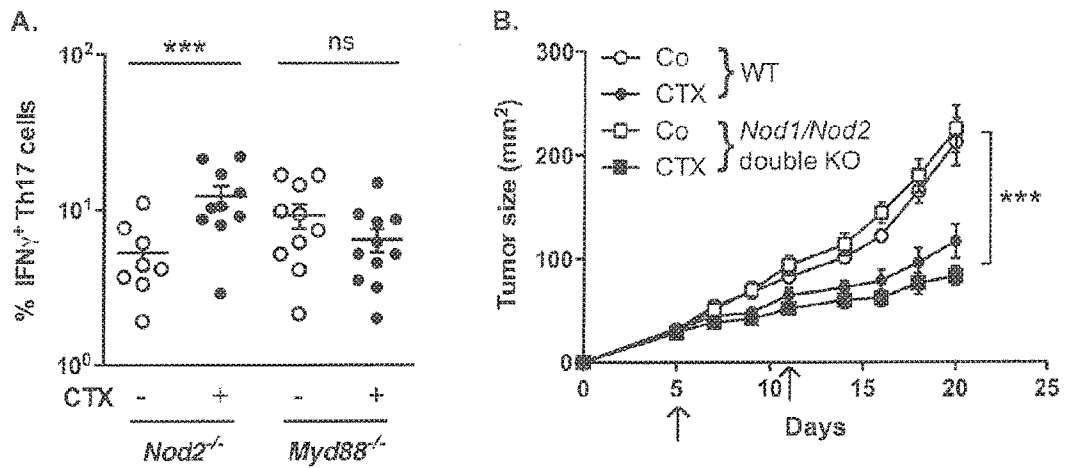 A.
***
ns
% IFNγ⁺ Th17 cells
10²
10¹
10⁰
CTX - + - +
Nod2⁻/⁻ Myd88⁻/⁻
B.
Co
CTX
} WT
Co
CTX
} Nod1/Nod2
double KO
***
Tumor size (mm²)
300
200
100
0
0 5 10 15 20 25
Days